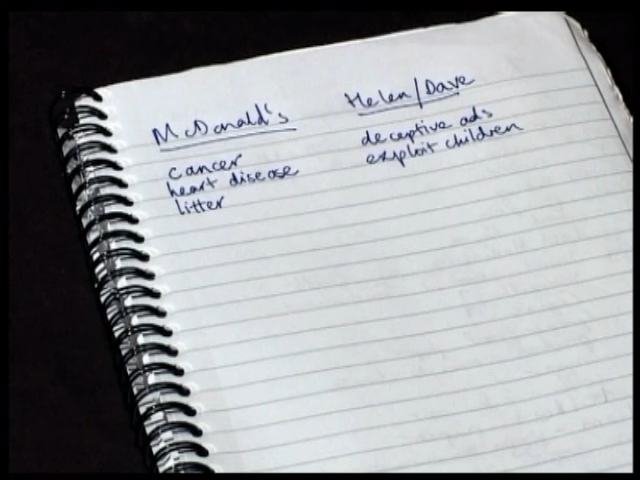 McDonald's
cancer
heart disease
litter
Helen/Dave
deceptive ads
exploit children